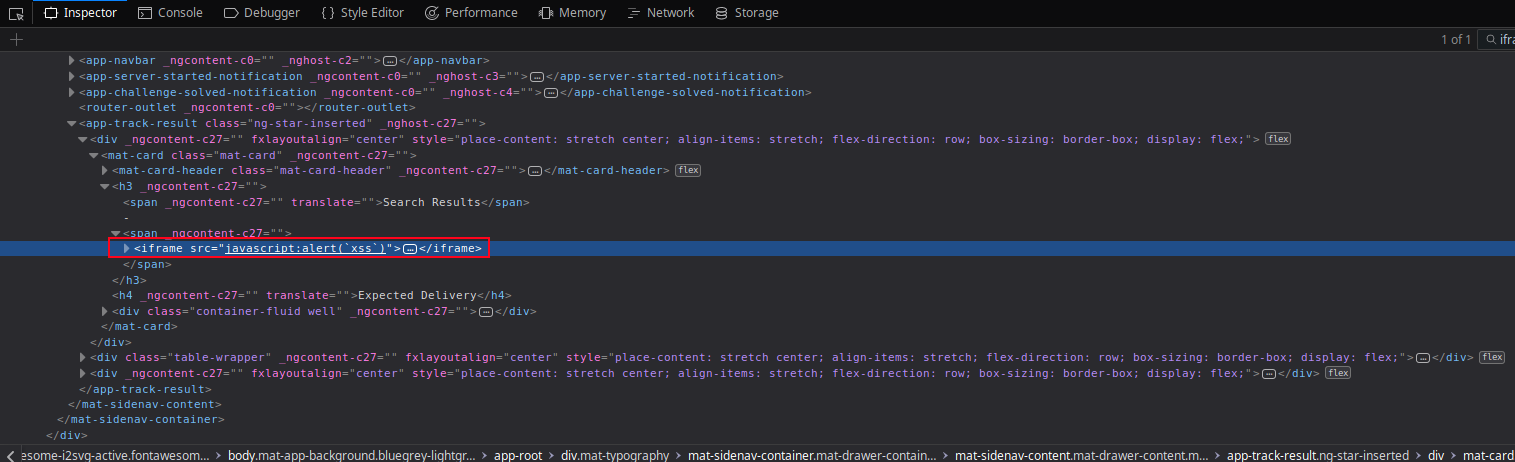 Inspector Console Debugger Style Editor Performance Memory Network Storage
1 of 1 ifra
<app-navbar _ngcontent-c0="" _nghost-c2="">…</app-navbar>
<app-server-started-notification _ngcontent-c0="" _nghost-c3="">…</app-server-started-notification>
<app-challenge-solved-notification _ngcontent-c0="" _nghost-c4="">…</app-challenge-solved-notification>
<router-outlet _ngcontent-c0=""></router-outlet>
<app-track-result class="ng-star-inserted" _nghost-c27="">
<div _ngcontent-c27="" fxlayoutalign="center" style="place-content: stretch center; align-items: stretch; flex-direction: row; box-sizing: border-box; display: flex;"> flex
<mat-card class="mat-card" _ngcontent-c27="">
<mat-card-header class="mat-card-header" _ngcontent-c27="">…</mat-card-header> flex
<h3 _ngcontent-c27="">
<span _ngcontent-c27="" translate="">Search Results</span>
-
<span _ngcontent-c27="">
<iframe src="javascript:alert(`xss`)">…</iframe>
</span>
</h3>
<h4 _ngcontent-c27="" translate="">Expected Delivery</h4>
<div class="container-fluid well" _ngcontent-c27="">…</div>
</mat-card>
</div>
<div class="table-wrapper" _ngcontent-c27="" fxlayoutalign="center" style="place-content: stretch center; align-items: stretch; flex-direction: row; box-sizing: border-box; display: flex;">…</div> flex
<div _ngcontent-c27="" fxlayoutalign="center" style="place-content: stretch center; align-items: stretch; flex-direction: row; box-sizing: border-box; display: flex;">…</div> flex
</app-track-result>
</mat-sidenav-content>
</mat-sidenav-container>
</div>
esome-i2svg-active.fontawesom… > body.mat-app-background.bluegrey-lightgr… > app-root > div.mat-typography > mat-sidenav-container.mat-drawer-contain… > mat-sidenav-content.mat-drawer-content.m… > app-track-result.ng-star-inserted > div > mat-card